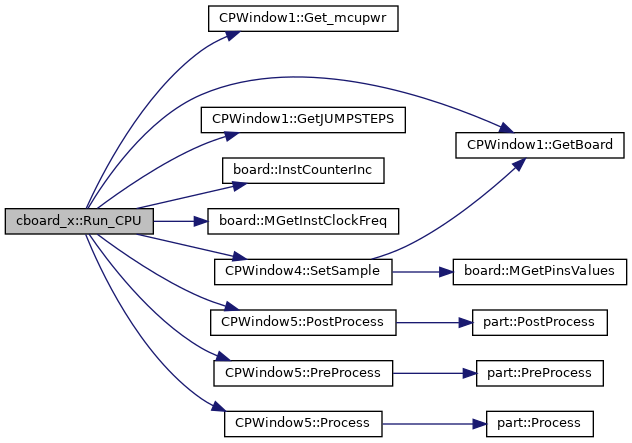 CPWindow1::Get_mcupwr
CPWindow1::GetJUMPSTEPS
CPWindow1::GetBoard
board::InstCounterInc
cboard_x::Run_CPU
board::MGetInstClockFreq
CPWindow4::SetSample
board::MGetPinsValues
CPWindow5::PostProcess
part::PostProcess
CPWindow5::PreProcess
part::PreProcess
CPWindow5::Process
part::Process